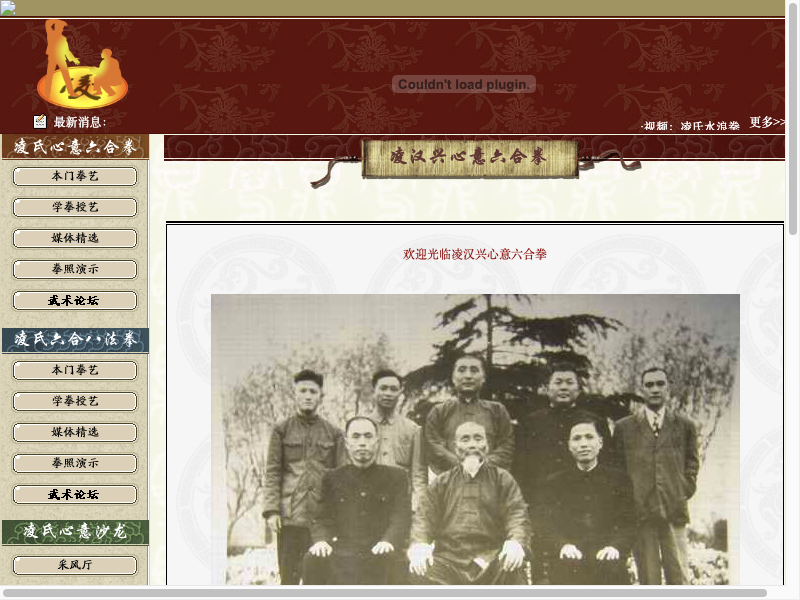 凌
Couldn't load plugin.
最新消息：
·视频：凌氏水浪拳
更多>>
凌氏心意六合拳
凌汉兴心意六合拳
本门拳艺
学拳授艺
媒体精选
拳照演示
武术论坛
欢迎光临凌汉兴心意六合拳
凌氏六合八法拳
本门拳艺
学拳授艺
媒体精选
拳照演示
武术论坛
凌氏心意沙龙
采风厅